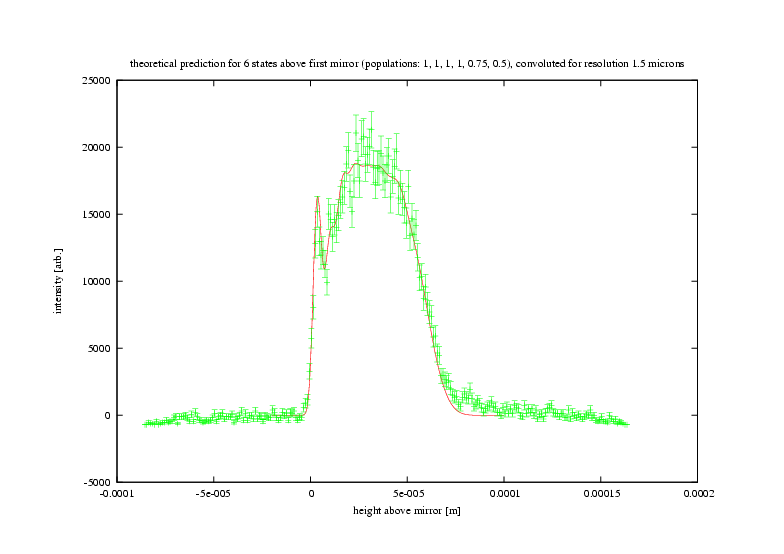 theoretical prediction for 6 states above first mirror (populations: 1, 1, 1, 1, 0.75, 0.5), convoluted for resolution 1.5 microns
25000
20000
15000
10000
5000
0
-5000
intensity [arb.]
-0.0001 -5e-005 0 5e-005 0.0001 0.00015 0.0002
height above mirror [m]